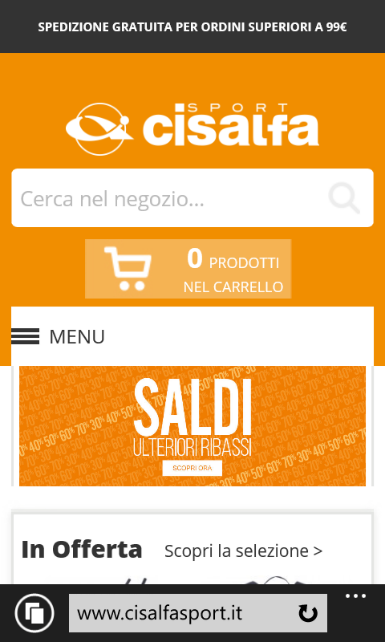 SPEDIZIONE GRATUITA PER ORDINI SUPERIORI A 99€
SPORT
cisalfa
Cerca nel negozio...
0 PRODOTTI
NEL CARRELLO
MENU
SALDI
ULTERIORI RIBASSI
SCOPRI ORA
In Offerta Scopri la selezione >
www.cisalfasport.it